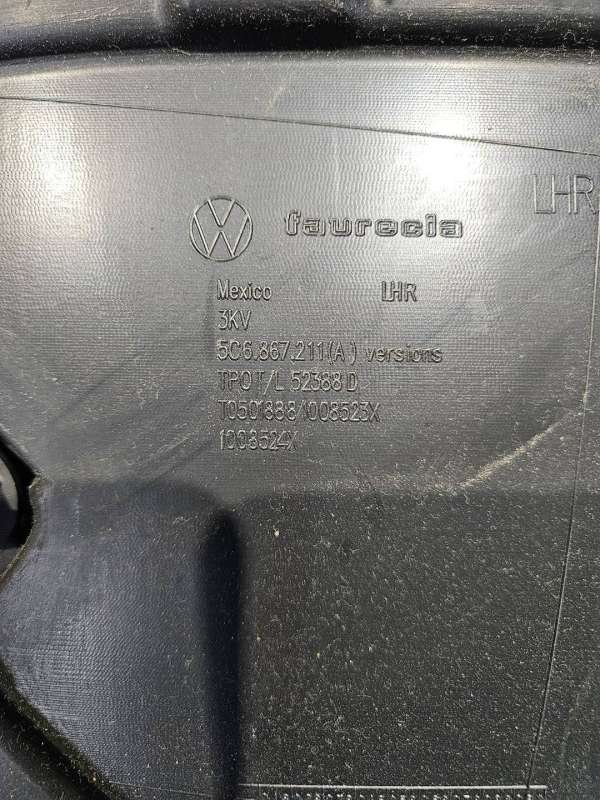 faurecia
LHR
Mexico LHR
3KV
5C6.867.211(A) versions
TPO T/L 52388 D
T0501888/1008523X
1008524X